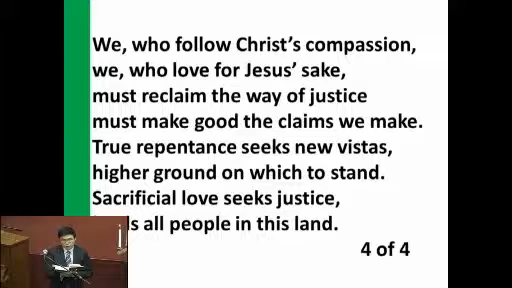 We, who follow Christ's compassion,
we, who love for Jesus' sake,
must reclaim the way of justice
must make good the claims we make.
True repentance seeks new vistas,
higher ground on which to stand.
Sacrificial love seeks justice,
all people in this land.
4 of 4